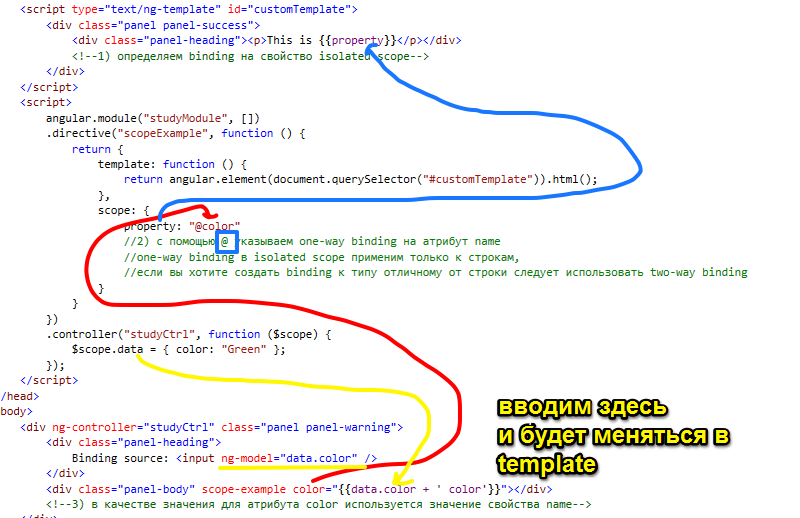 <script type="text/ng-template" id="customTemplate">
<div class="panel panel-success">
<div class="panel-heading"><p>This is {{property}}</p></div>
<!--1) определяем binding на свойство isolated scope-->
</div>
</script>
<script>
angular.module("studyModule", [])
.directive("scopeExample", function () {
return {
template: function () {
return angular.element(document.querySelector("#customTemplate")).html();
},
scope: {
property: "@color"
//2) с помощью @ указываем one-way binding на атрибут name
//one-way binding в isolated scope применим только к строкам,
//если вы хотите создать binding к типу отличному от строки следует использовать two-way binding
}
}
})
.controller("studyCtrl", function ($scope) {
$scope.data = { color: "Green" };
});
</script>
/head>
body>
<div ng-controller="studyCtrl" class="panel panel-warning">
<div class="panel-heading">
Binding source: <input ng-model="data.color" />
</div>
<div class="panel-body" scope-example color="{{data.color + ' color'}}"></div>
<!--3) в качестве значения для атрибута color используется значение свойства name-->
вводим здесь
и будет меняться в
template